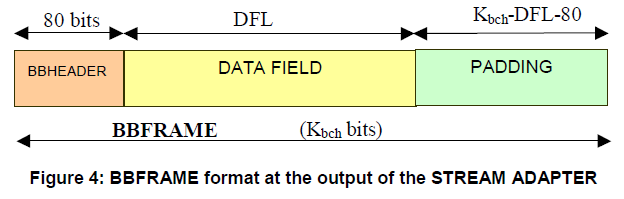 80 bits DFL Kbch-DFL-80
BBHEADER DATA FIELD PADDING
BBFRAME (Kbch bits)
Figure 4: BBFRAME format at the output of the STREAM ADAPTER